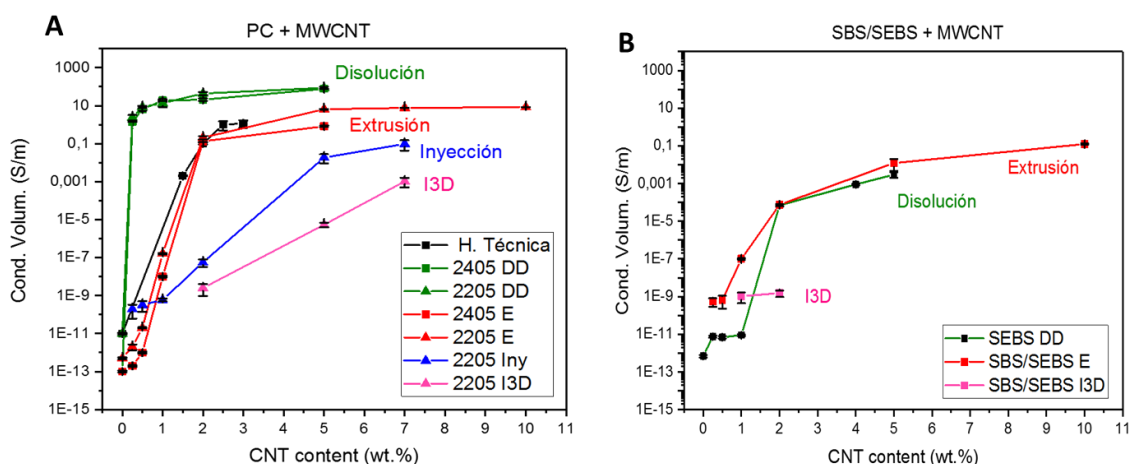 A
PC + MWCNT
Cond. Volum. (S/m)
1000
10
0,1
0,001
1E-5
1E-7
1E-9
1E-11
1E-13
1E-15
Disolución
Extrusión
Inyección
I3D
H. Técnica
2405 DD
2205 DD
2405 E
2205 E
2205 Iny
2205 I3D
0 1 2 3 4 5 6 7 8 9 10 11
CNT content (wt.%)
B
SBS/SEBS + MWCNT
Cond. Volum. (S/m)
1000
10
0,1
0,001
1E-5
1E-7
1E-9
1E-11
1E-13
1E-15
Extrusión
Disolución
I3D
SEBS DD
SBS/SEBS E
SBS/SEBS I3D
0 1 2 3 4 5 6 7 8 9 10 11
CNT content (wt.%)